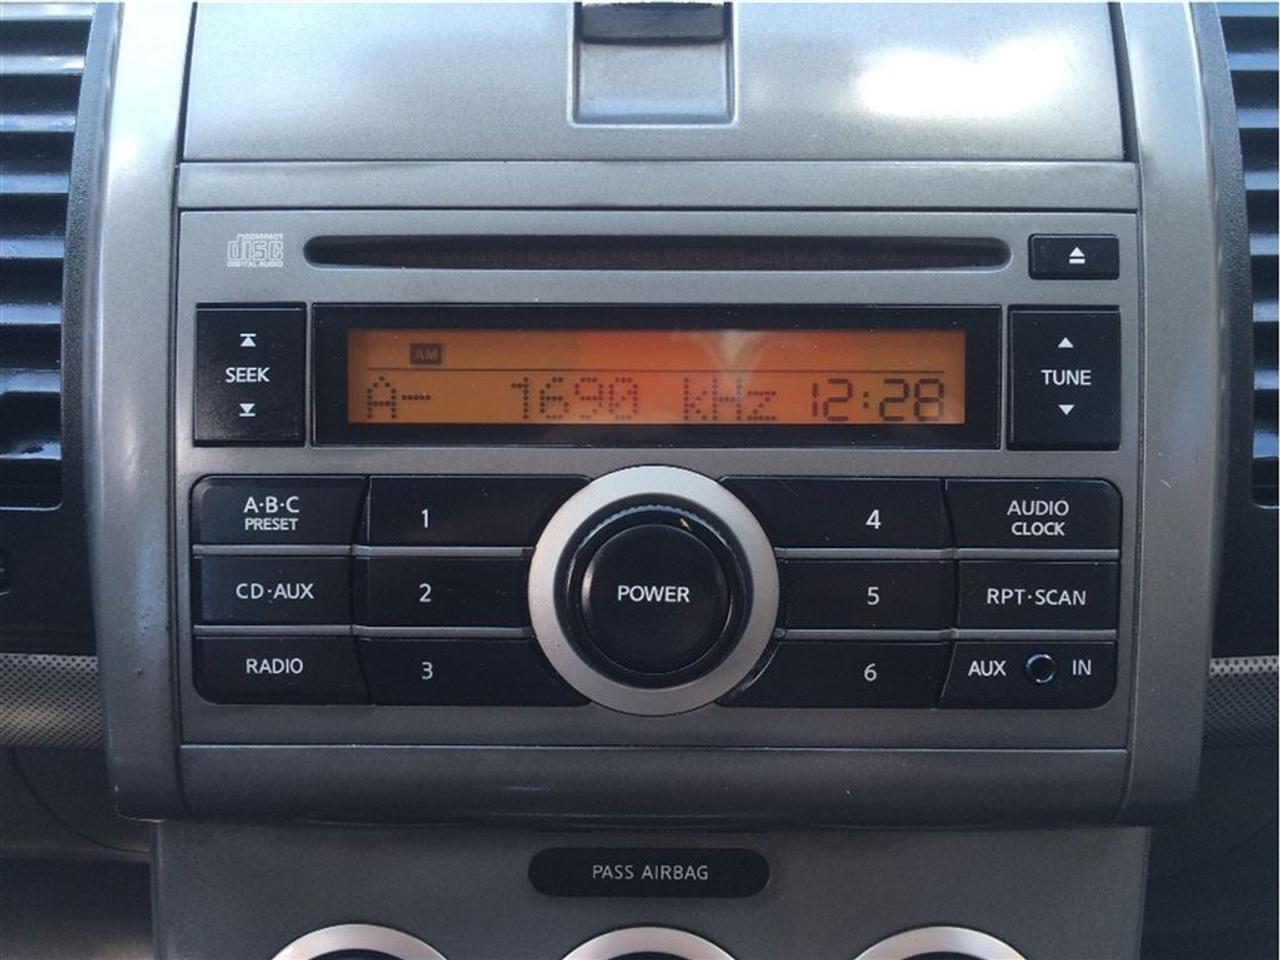 COMPACT
disc
DIGITAL AUDIO
SEEK
AM
A-- 1690 kHz 12:28
TUNE
A·B·C
PRESET
1
4
AUDIO
CLOCK
CD·AUX
2
POWER
5
RPT·SCAN
RADIO
3
6
AUX IN
PASS AIRBAG